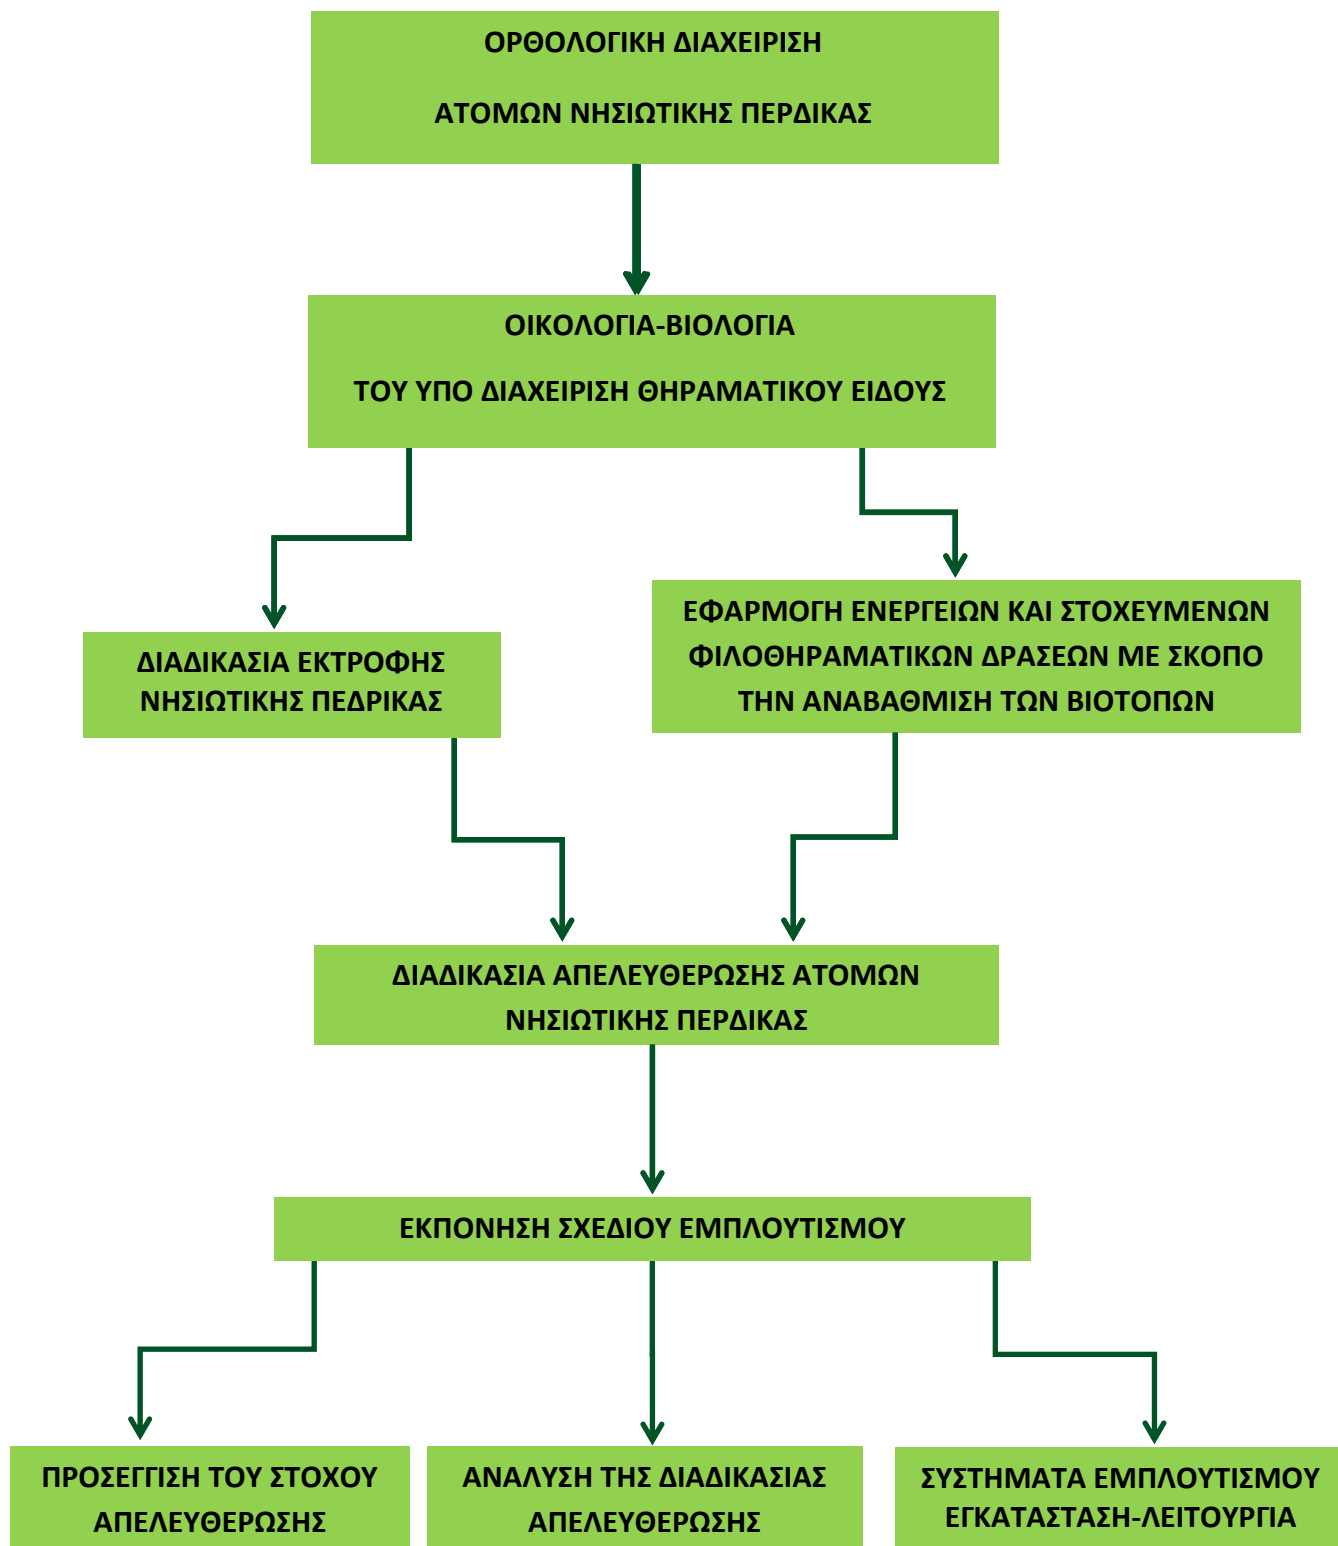 ΟΡΘΟΛΟΓΙΚΗ ΔΙΑΧΕΙΡΙΣΗ
ΑΤΟΜΩΝ ΝΗΣΙΩΤΙΚΗΣ ΠΕΡΔΙΚΑΣ
ΟΙΚΟΛΟΓΙΑ-ΒΙΟΛΟΓΙΑ
ΤΟΥ ΥΠΟ ΔΙΑΧΕΙΡΙΣΗ ΘΗΡΑΜΑΤΙΚΟΥ ΕΙΔΟΥΣ
ΔΙΑΔΙΚΑΣΙΑ ΕΚΤΡΟΦΗΣ
ΝΗΣΙΩΤΙΚΗΣ ΠΕΔΡΙΚΑΣ
ΕΦΑΡΜΟΓΗ ΕΝΕΡΓΕΙΩΝ ΚΑΙ ΣΤΟΧΕΥΜΕΝΩΝ
ΦΙΛΟΘΗΡΑΜΑΤΙΚΩΝ ΔΡΑΣΕΩΝ ΜΕ ΣΚΟΠΟ
ΤΗΝ ΑΝΑΒΑΘΜΙΣΗ ΤΩΝ ΒΙΟΤΟΠΩΝ
ΔΙΑΔΙΚΑΣΙΑ ΑΠΕΛΕΥΘΕΡΩΣΗΣ ΑΤΟΜΩΝ
ΝΗΣΙΩΤΙΚΗΣ ΠΕΡΔΙΚΑΣ
ΕΚΠΟΝΗΣΗ ΣΧΕΔΙΟΥ ΕΜΠΛΟΥΤΙΣΜΟΥ
ΠΡΟΣΕΓΓΙΣΗ ΤΟΥ ΣΤΟΧΟΥ
ΑΠΕΛΕΥΘΕΡΩΣΗΣ
ΑΝΑΛΥΣΗ ΤΗΣ ΔΙΑΔΙΚΑΣΙΑΣ
ΑΠΕΛΕΥΘΕΡΩΣΗΣ
ΣΥΣΤΗΜΑΤΑ ΕΜΠΛΟΥΤΙΣΜΟΥ
ΕΓΚΑΤΑΣΤΑΣΗ-ΛΕΙΤΟΥΡΓΙΑ